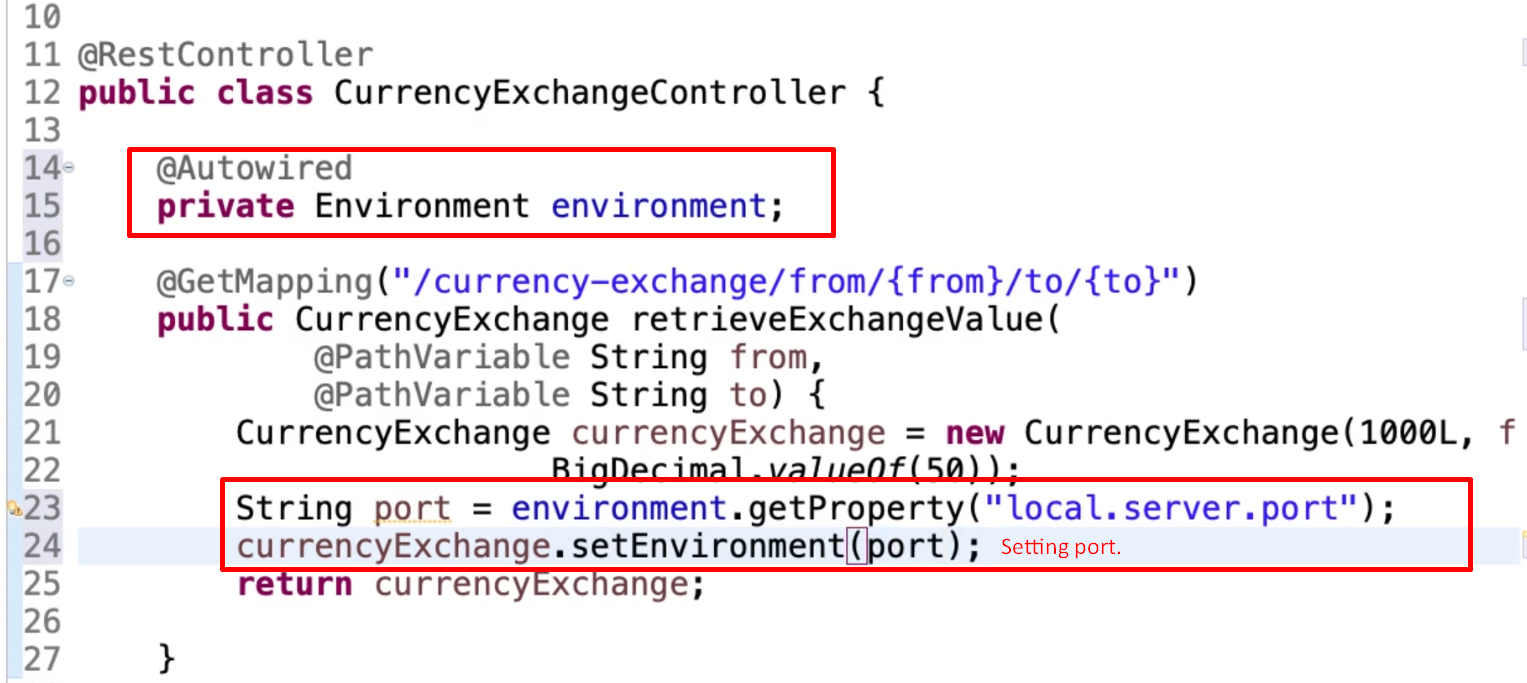 10
11 @RestController
12 public class CurrencyExchangeController {
13
14 @Autowired
15 private Environment environment;
16
17 @GetMapping("/currency-exchange/from/{from}/to/{to}")
18 public CurrencyExchange retrieveExchangeValue(
19 @PathVariable String from,
20 @PathVariable String to) {
21 CurrencyExchange currencyExchange = new CurrencyExchange(1000L, f
22 BigDecimal.valueOf(50));
23 String port = environment.getProperty("local.server.port");
24 currencyExchange.setEnvironment(port); Setting port.
25 return currencyExchange;
26
27 }